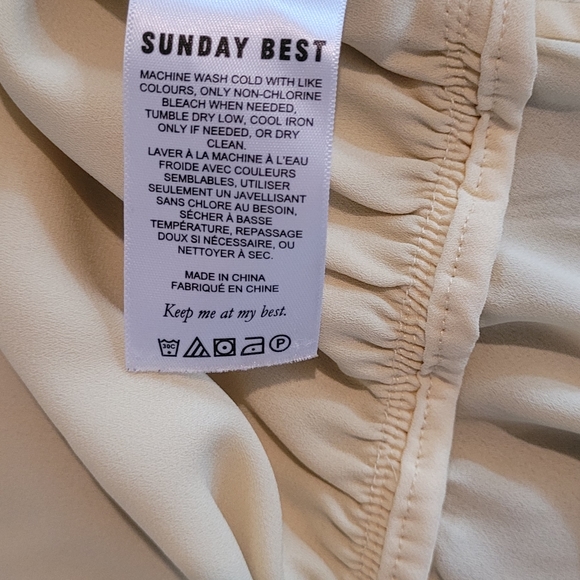 SUNDAY BEST
MACHINE WASH COLD WITH LIKE
COLOURS, ONLY NON-CHLORINE
BLEACH WHEN NEEDED,
TUMBLE DRY LOW, COOL IRON
ONLY IF NEEDED, OR DRY
CLEAN.
LAVER À LA MACHINE À L'EAU
FROIDE AVEC COULEURS
SEMBLABLES, UTILISER
SEULEMENT UN JAVELLISANT
SANS CHLORE AU BESOIN,
SÉCHER À BASSE
TEMPÉRATURE, REPASSAGE
DOUX SI NÉCESSAIRE, OU
NETTOYER À SEC.
MADE IN CHINA
FABRIQUÉ EN CHINE
Keep me at my best.
30C P